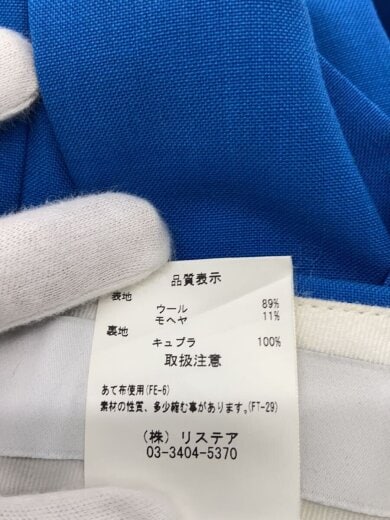 品質表示
表地
ウール 89%
モヘヤ 11%
裏地
キュプラ 100%
取扱注意
あて布使用(FE-6)
素材の性質、多少縮む事があります。(FT-29)
(株) リステア
03-3404-5370